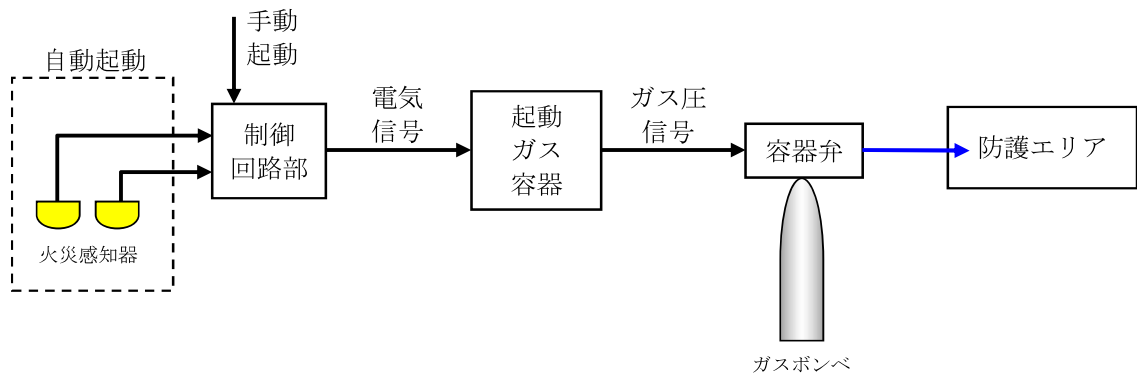 手動
起動
自動起動
制御
回路部
火災感知器
電気
信号
起動
ガス
容器
ガス圧
信号
容器弁
ガスボンベ
防護エリア